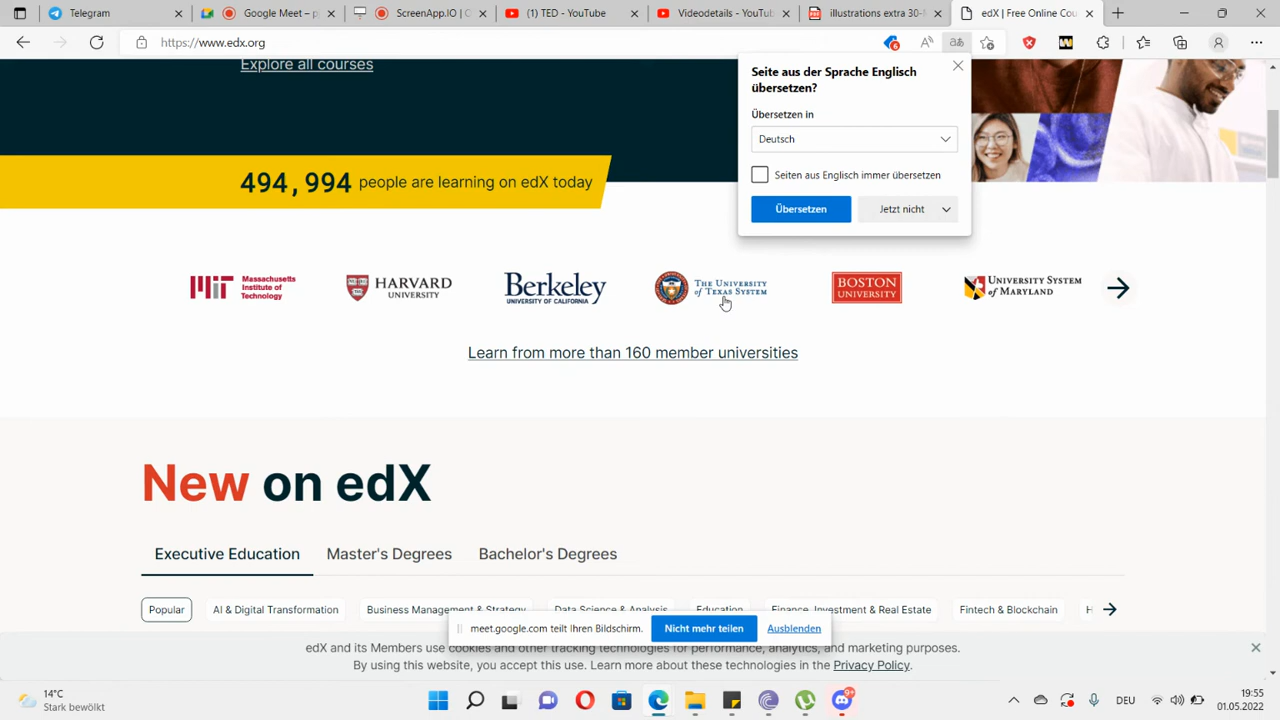 Telegram
Google Meet –
ScreenApp.IO (
(1) TED - YouTube
Videodetails - YouTub
illustrations extra 30-
edX | Free Online Cou
https://www.edx.org
Explore all courses
Seite aus der Sprache Englisch
übersetzen?
Übersetzen in
Deutsch
Seiten aus Englisch immer übersetzen
Übersetzen
Jetzt nicht
494,994 people are learning on edX today
Massachusetts
Institute of
Technology
HARVARD
UNIVERSITY
Berkeley
UNIVERSITY OF CALIFORNIA
THE UNIVERSITY
of TEXAS SYSTEM
BOSTON
UNIVERSITY
UNIVERSITY SYSTEM
of MARYLAND
Learn from more than 160 member universities
New on edX
Executive Education
Master's Degrees
Bachelor's Degrees
Popular
AI & Digital Transformation
Business Management & Strategy
Data Science & Analysis
Education
Finance, Investment & Real Estate
Fintech & Blockchain
H
meet.google.com teilt Ihren Bildschirm.
Nicht mehr teilen
Ausblenden
edX and its Members use cookies and other tracking technologies for performance, analytics, and marketing purposes.
By using this website, you accept this use. Learn more about these technologies in the Privacy Policy.
14°C
Stark bewölkt
DEU
19:55
01.05.2022